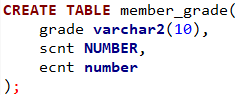 CREATE TABLE member_grade(
    grade varchar2(10),
    scnt NUMBER,
    ecnt number
);